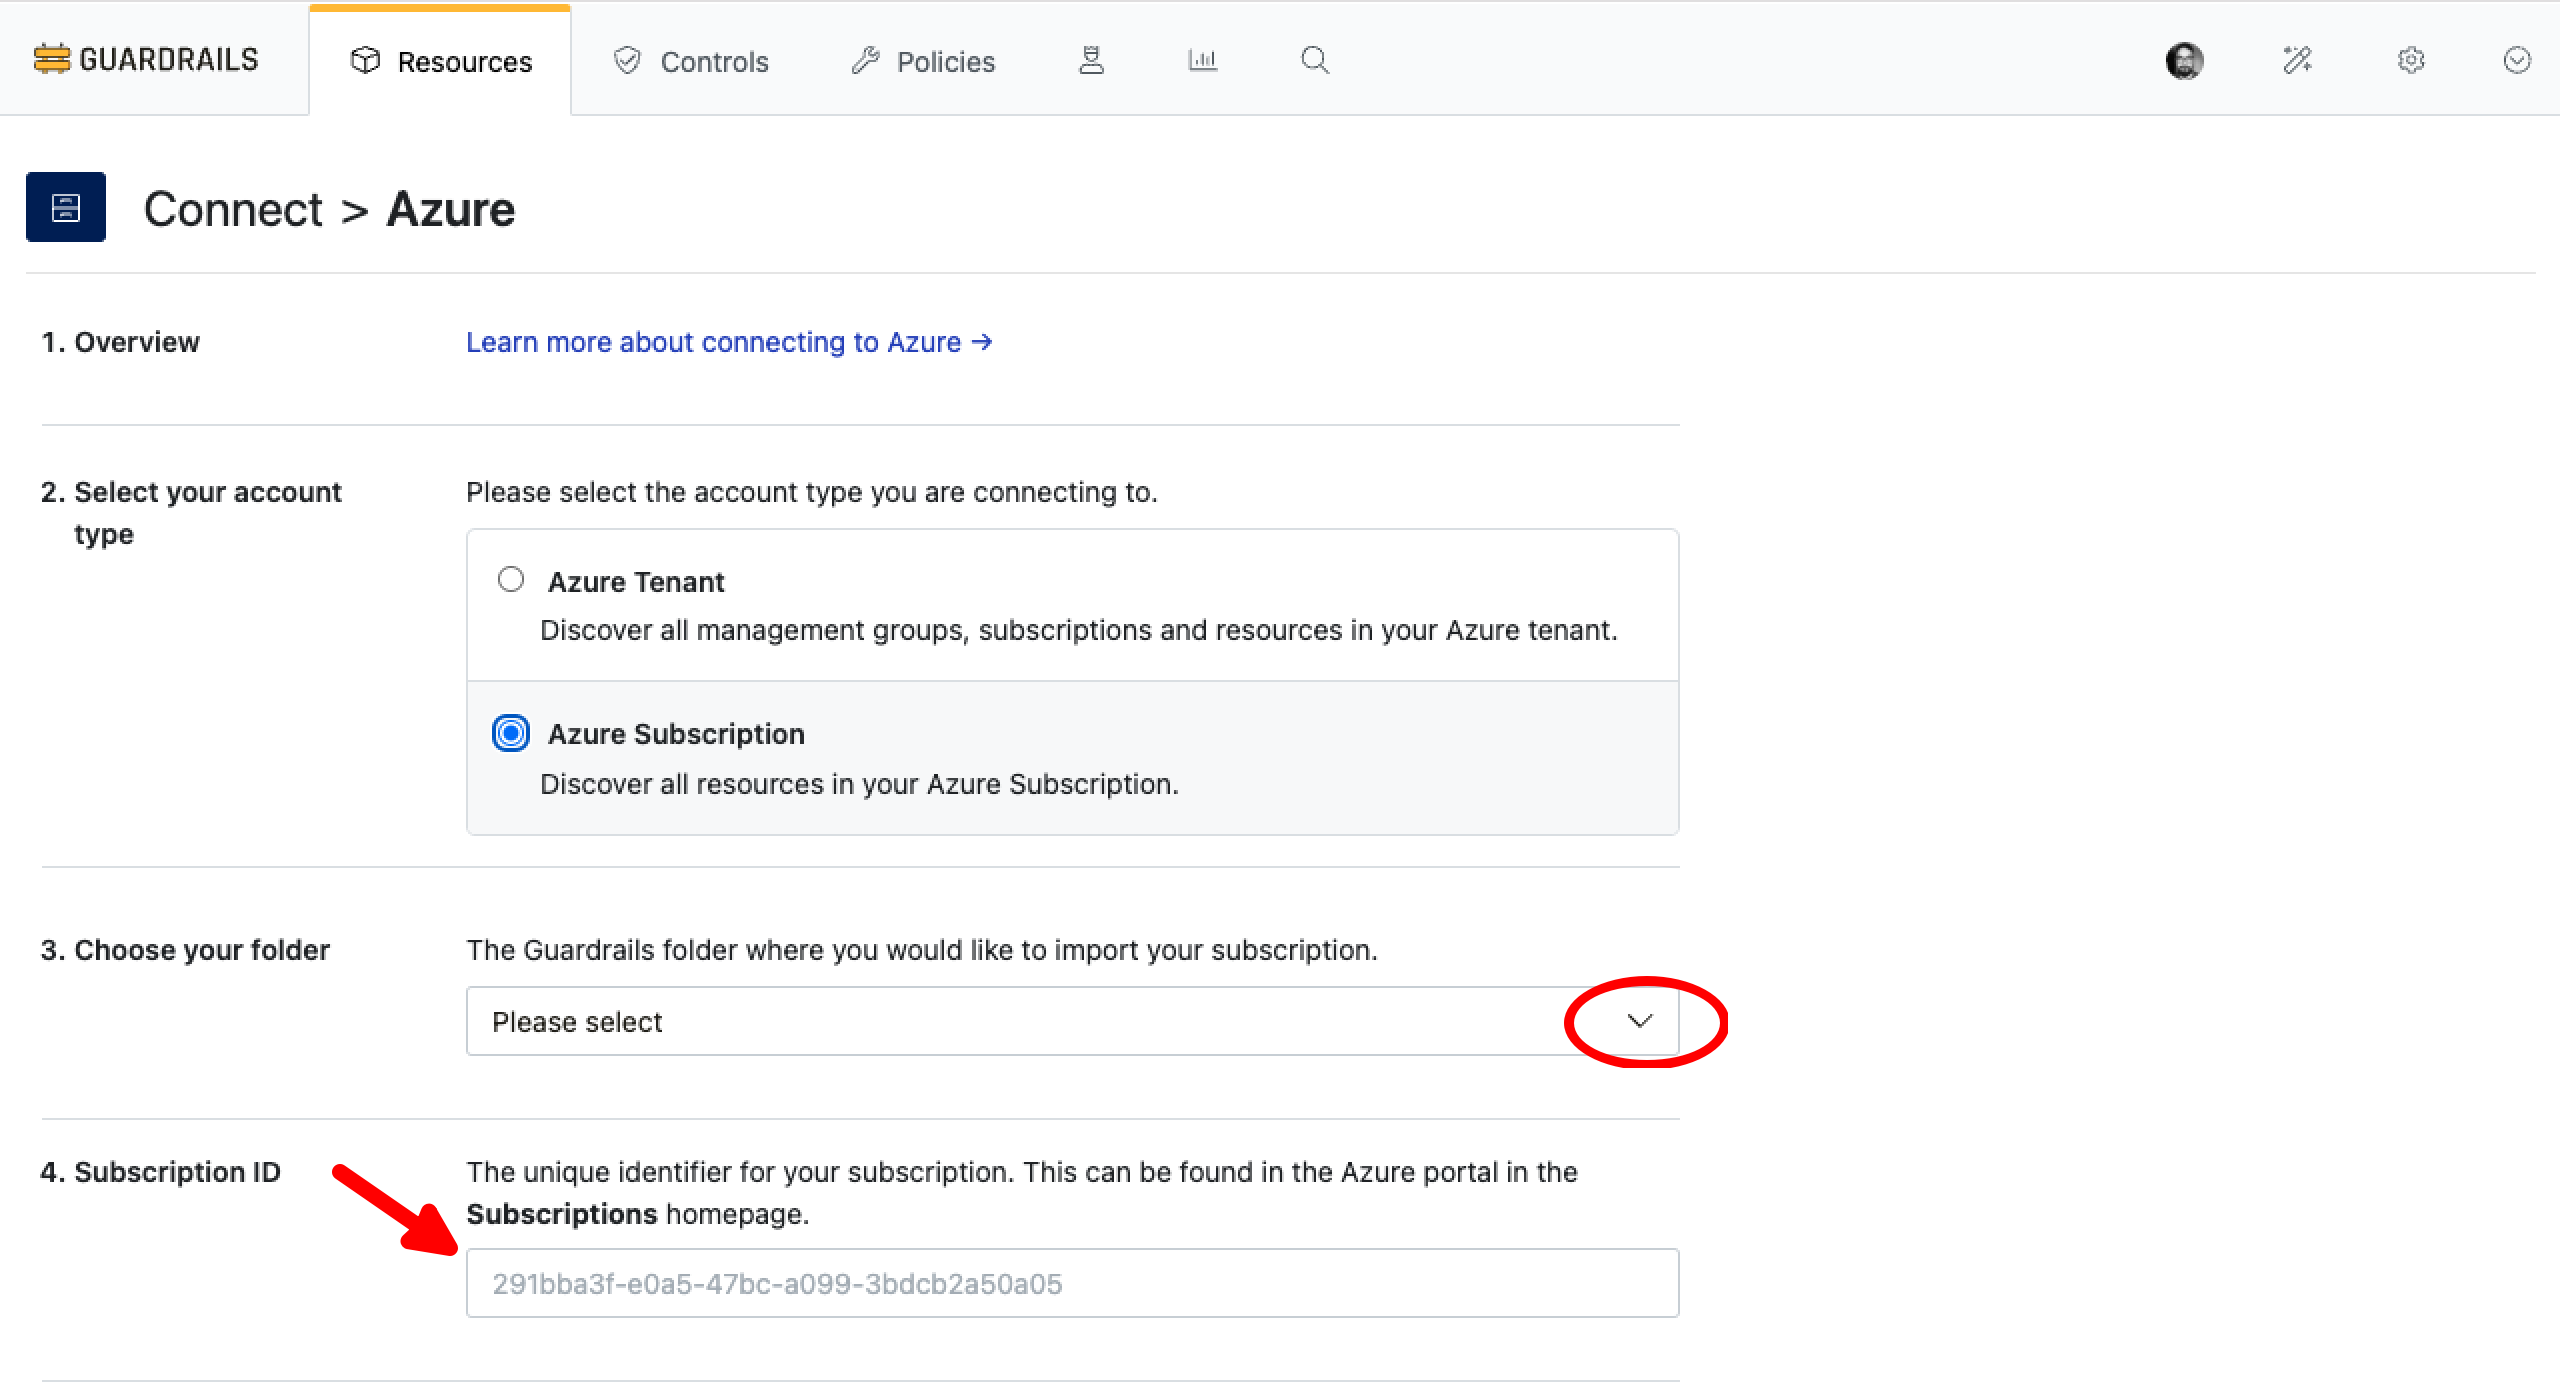 GUARDRAILS
Resources
Controls
Policies
Connect > Azure
1. Overview
Learn more about connecting to Azure →
2. Select your account
type
Please select the account type you are connecting to.
Azure Tenant
Discover all management groups, subscriptions and resources in your Azure tenant.
Azure Subscription
Discover all resources in your Azure Subscription.
3. Choose your folder
The Guardrails folder where you would like to import your subscription.
Please select
4. Subscription ID
The unique identifier for your subscription. This can be found in the Azure portal in the
Subscriptions homepage.
291bba3f-e0a5-47bc-a099-3bdcb2a50a05